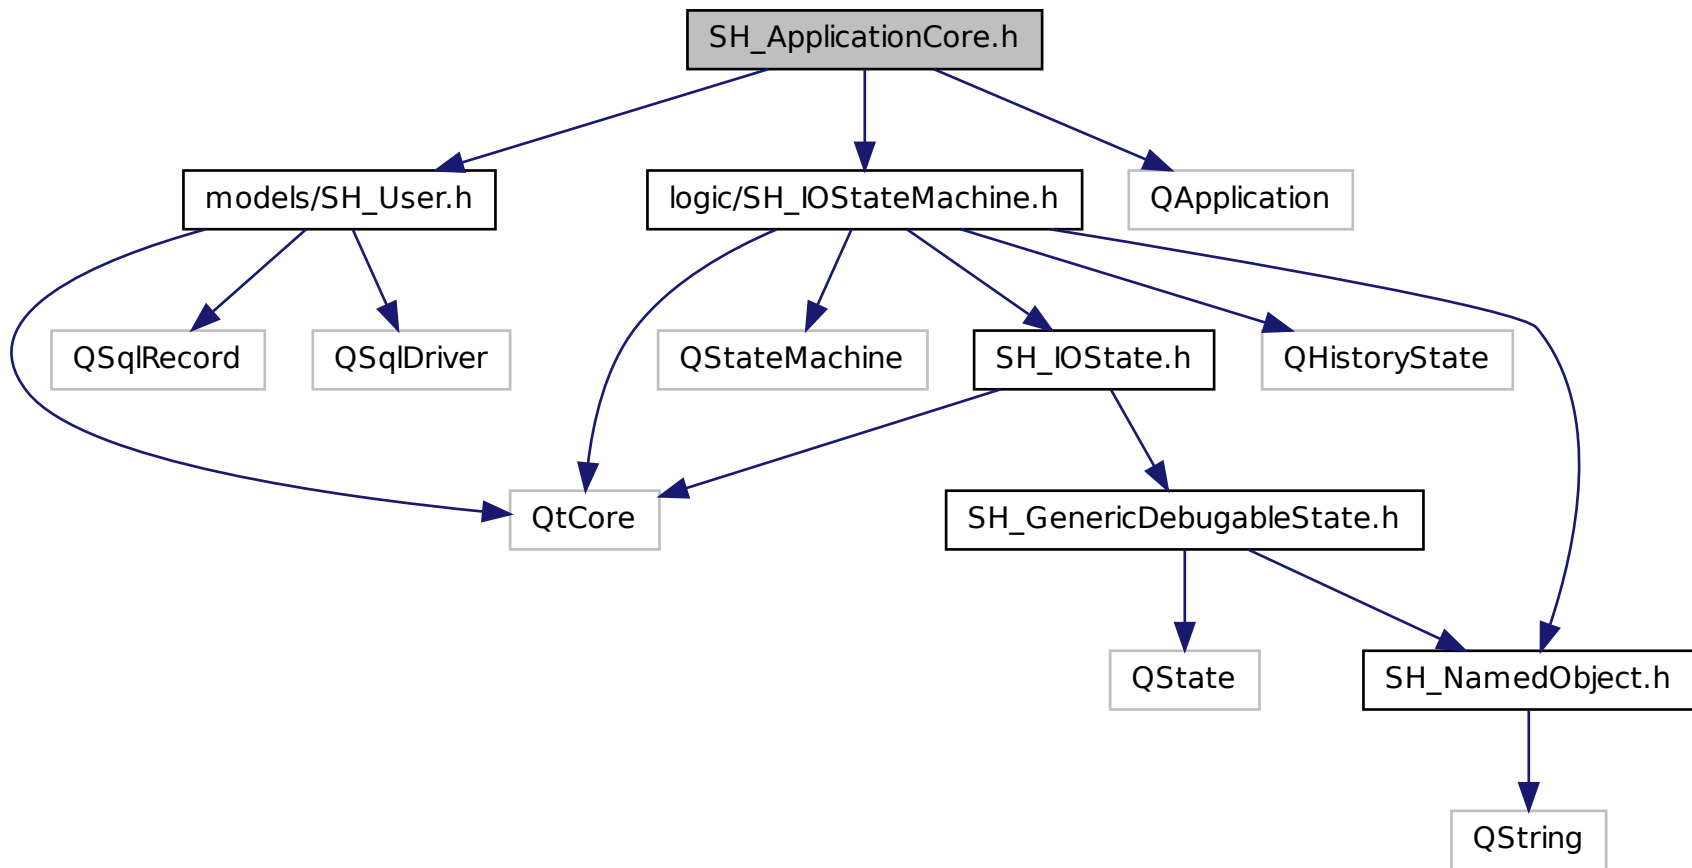 SH_ApplicationCore.h
models/SH_User.h
logic/SH_IOStateMachine.h
QApplication
QSqlRecord
QSqlDriver
QStateMachine
SH_IOState.h
QHistoryState
QtCore
SH_GenericDebugableState.h
QState
SH_NamedObject.h
QString